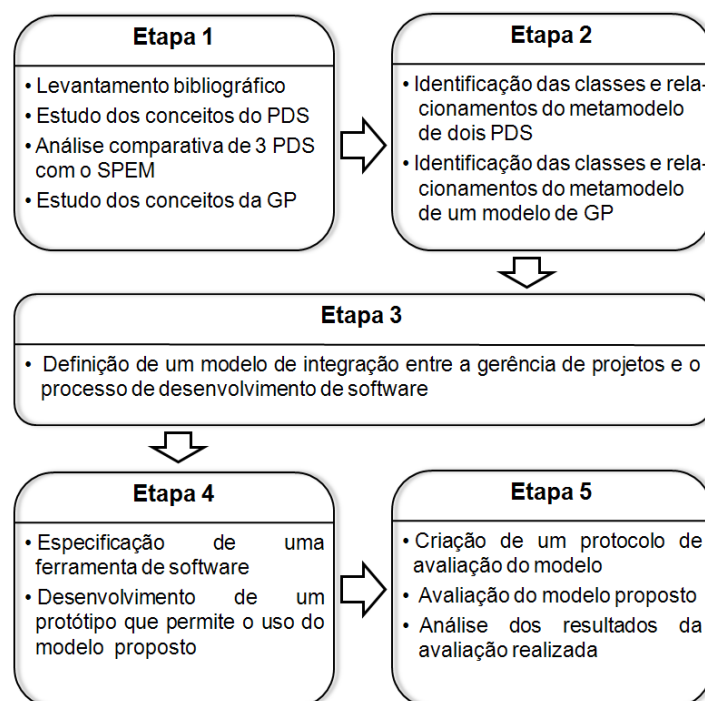 Etapa 1
• Levantamento bibliográfico
• Estudo dos conceitos do PDS
• Análise comparativa de 3 PDS
com o SPEM
• Estudo dos conceitos da GP
Etapa 2
• Identificação das classes e rela-
cionamentos do metamodelo
de dois PDS
• Identificação das classes e rela-
cionamentos do metamodelo
de um modelo de GP
Etapa 3
• Definição de um modelo de integração entre a gerência de projetos e o
processo de desenvolvimento de software
Etapa 4
• Especificação de uma
ferramenta de software
• Desenvolvimento de um
protótipo que permite o uso do
modelo proposto
Etapa 5
• Criação de um protocolo de
avaliação do modelo
• Avaliação do modelo proposto
• Análise dos resultados da
avaliação realizada